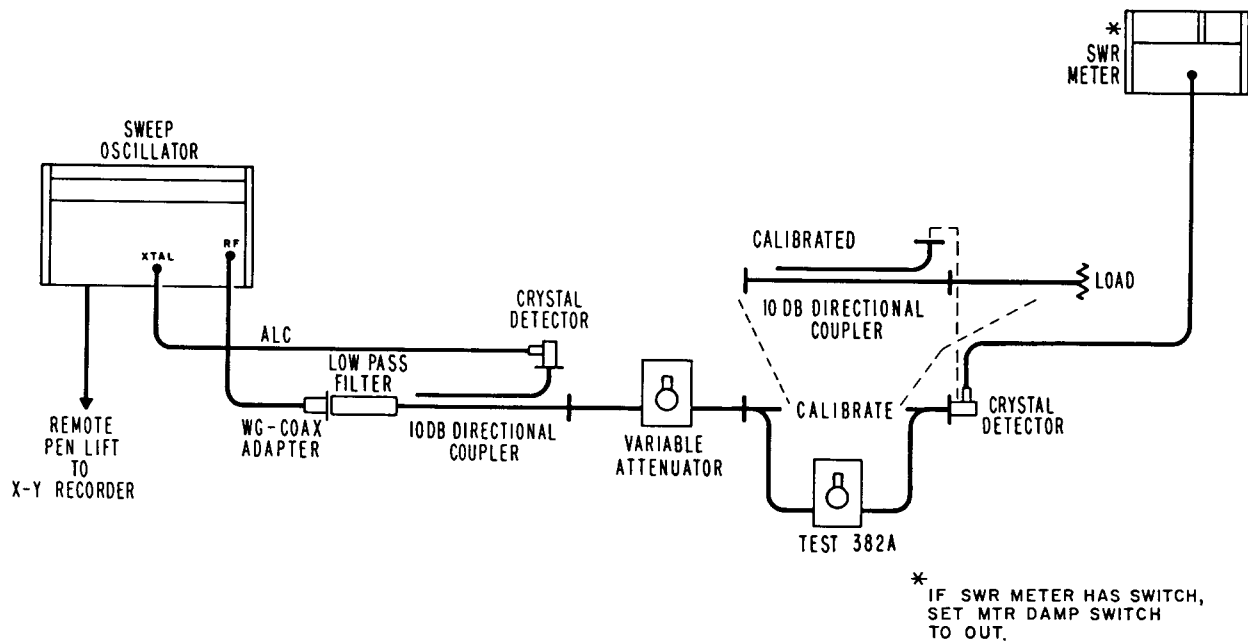 *
SWR
METER
SWEEP
OSCILLATOR
XTAL
RF
CALIBRATED
LOAD
10 DB DIRECTIONAL
COUPLER
CRYSTAL
DETECTOR
ALC
LOW PASS
FILTER
WG-COAX
ADAPTER
10 DB DIRECTIONAL
COUPLER
VARIABLE
ATTENUATOR
CALIBRATE
CRYSTAL
DETECTOR
REMOTE
PEN LIFT
TO
X-Y RECORDER
TEST 382A
*
IF SWR METER HAS SWITCH,
SET MTR DAMP SWITCH
TO OUT.